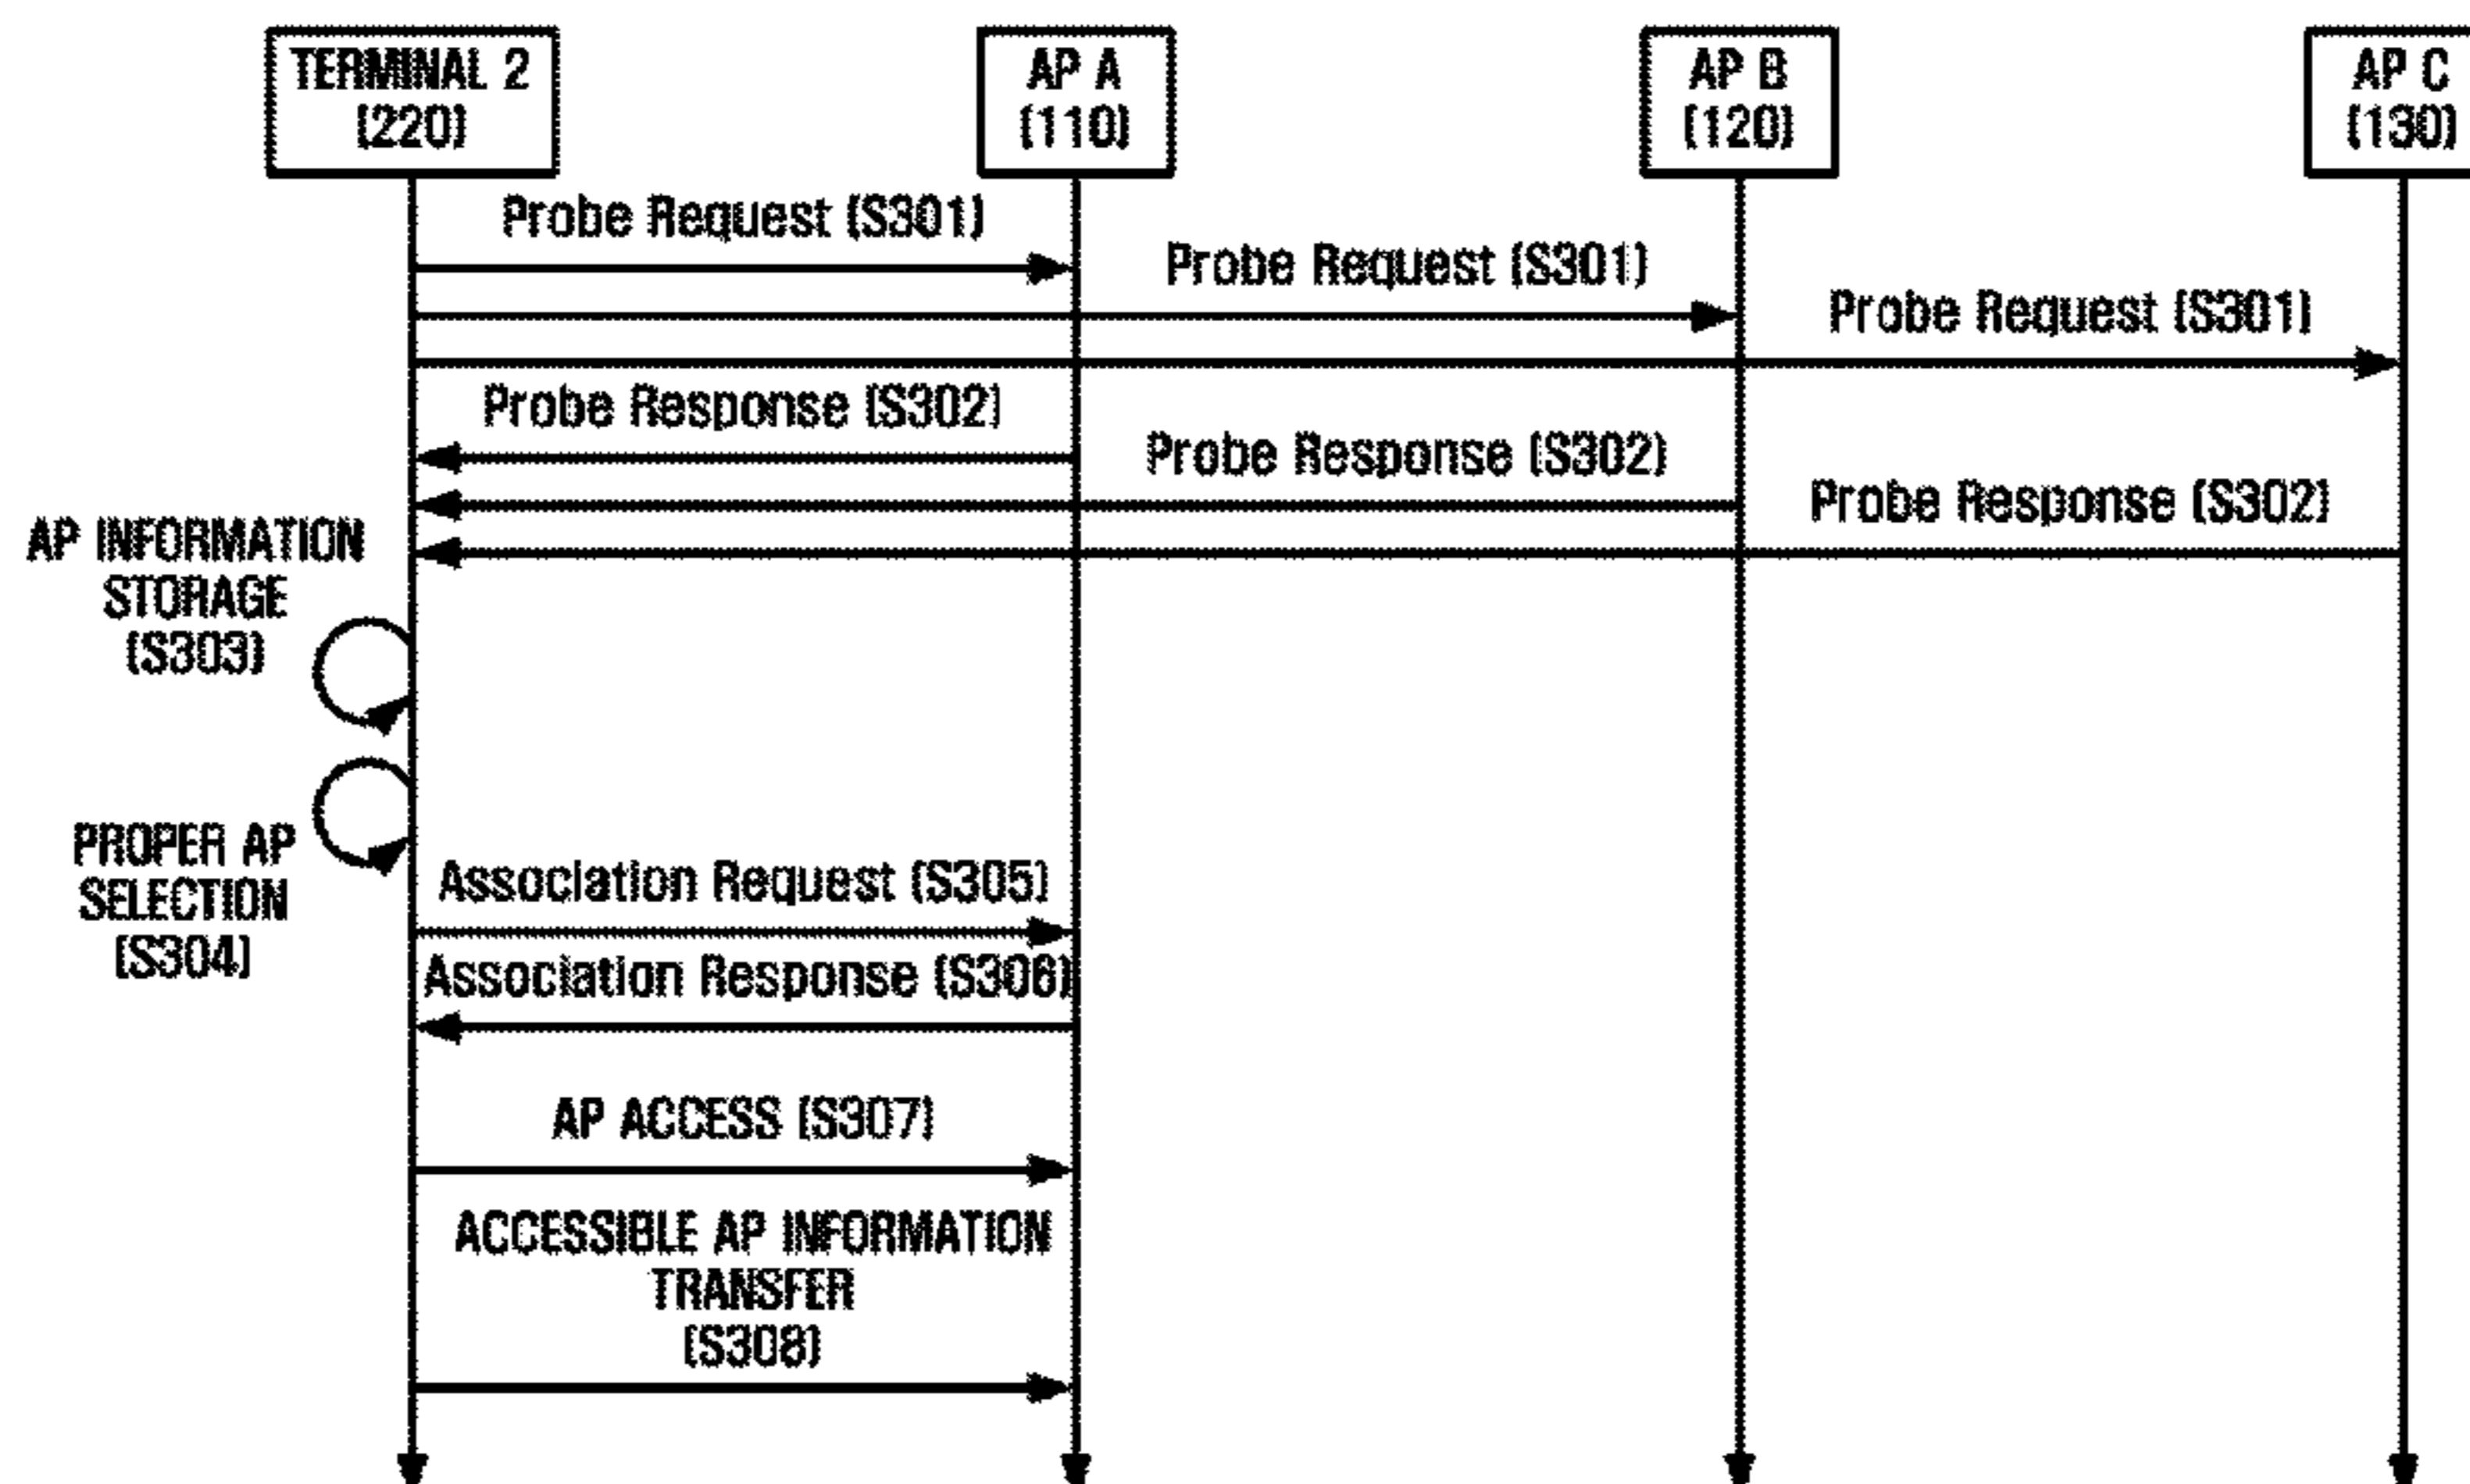 TERMINAL 2
(220)
AP A
(110)
AP B
(120)
AP C
(130)
Probe Request (S301)
Probe Request (S301)
Probe Request (S301)
Probe Response (S302)
Probe Response (S302)
Probe Response (S302)
AP INFORMATION
STORAGE
(S303)
PROPER AP
SELECTION
(S304)
Association Request (S305)
Association Response (S306)
AP ACCESS (S307)
ACCESSIBLE AP INFORMATION
TRANSFER
(S308)